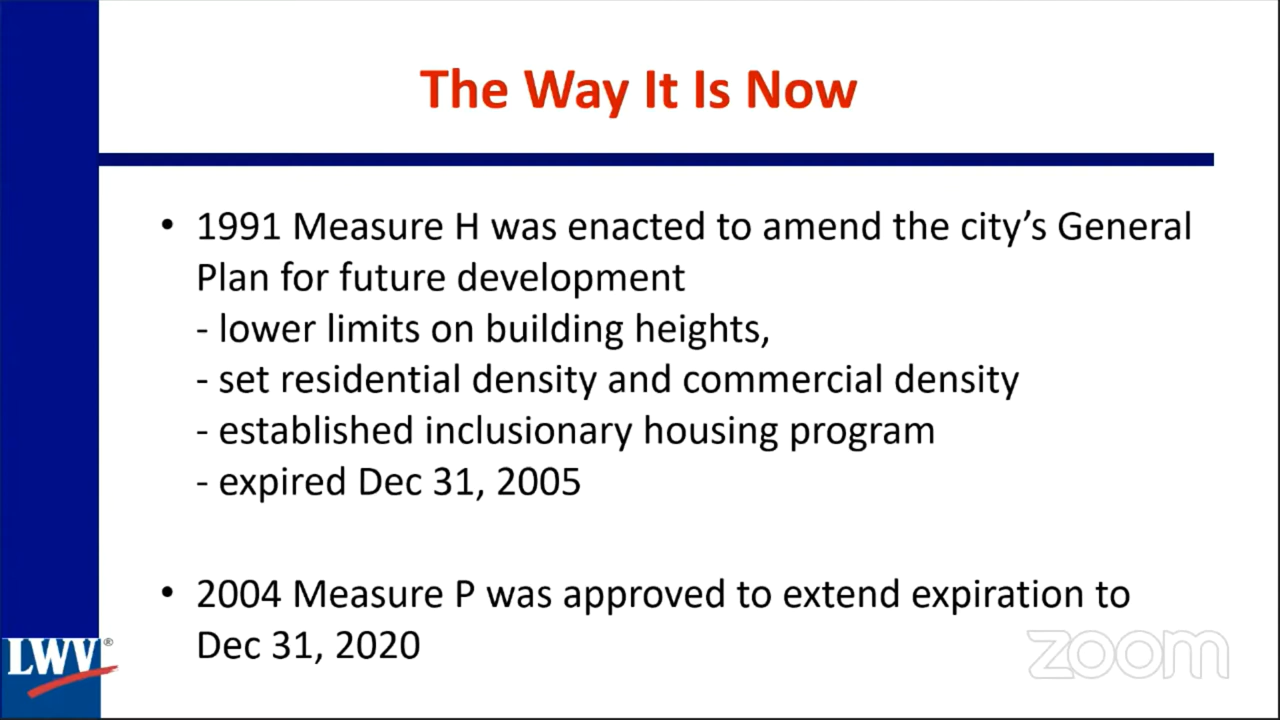 The Way It Is Now
• 1991 Measure H was enacted to amend the city’s General
Plan for future development
- lower limits on building heights,
- set residential density and commercial density
- established inclusionary housing program
- expired Dec 31, 2005
• 2004 Measure P was approved to extend expiration to
Dec 31, 2020
LWV®
zoom